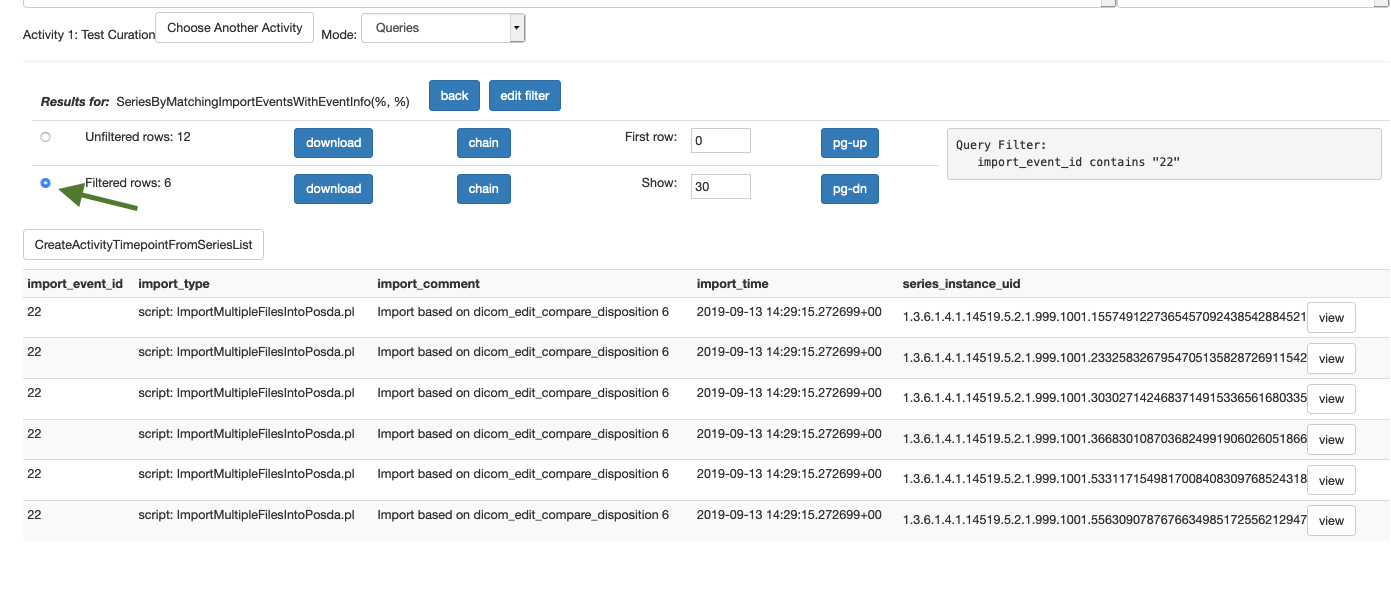 Activity 1: Test Curation Choose Another Activity Mode: Queries
Results for: SeriesByMatchingImportEventsWithEventInfo(%, %) back edit filter
Unfiltered rows: 12 download chain First row: 0 pg-up
Query Filter:
import_event_id contains "22"
Filtered rows: 6 download chain Show: 30 pg-dn
CreateActivityTimepointFromSeriesList
import_event_id import_type import_comment import_time series_instance_uid
22 script: ImportMultipleFilesIntoPosda.pl Import based on dicom_edit_compare_disposition 6 2019-09-13 14:29:15.272699+00 1.3.6.1.4.1.14519.5.2.1.999.1001.1557491227365457092438542884521 view
22 script: ImportMultipleFilesIntoPosda.pl Import based on dicom_edit_compare_disposition 6 2019-09-13 14:29:15.272699+00 1.3.6.1.4.1.14519.5.2.1.999.1001.2332583267954705135828726911542 view
22 script: ImportMultipleFilesIntoPosda.pl Import based on dicom_edit_compare_disposition 6 2019-09-13 14:29:15.272699+00 1.3.6.1.4.1.14519.5.2.1.999.1001.3030271424683714915336561680335 view
22 script: ImportMultipleFilesIntoPosda.pl Import based on dicom_edit_compare_disposition 6 2019-09-13 14:29:15.272699+00 1.3.6.1.4.1.14519.5.2.1.999.1001.366830108703682499190602605186​6 view
22 script: ImportMultipleFilesIntoPosda.pl Import based on dicom_edit_compare_disposition 6 2019-09-13 14:29:15.272699+00 1.3.6.1.4.1.14519.5.2.1.999.1001.5331171549817008408309768524318 view
22 script: ImportMultipleFilesIntoPosda.pl Import based on dicom_edit_compare_disposition 6 2019-09-13 14:29:15.272699+00 1.3.6.1.4.1.14519.5.2.1.999.1001.556309078767663498517255621294​7 view